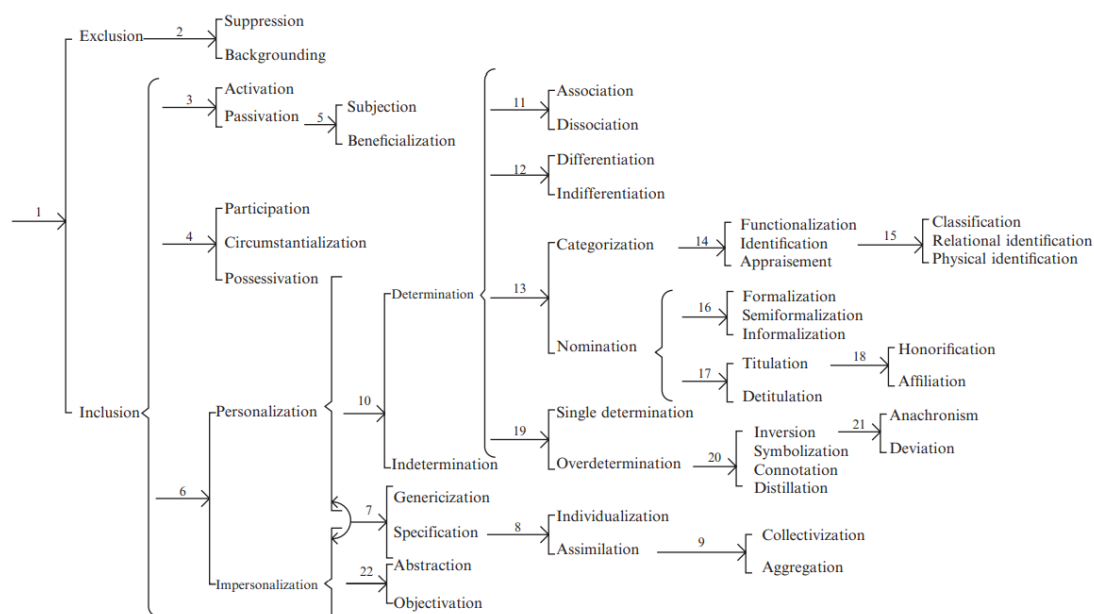 Suppression
Exclusion 2
Backgrounding
Activation
3
Passivation 5 Subjection
Beneficialization
11 Association
Dissociation
12 Differentiation
Indifferentiation
1
Participation
4 Circumstantialization
Possessivation
Categorization 14 Functionalization
Identification 15 Classification
Appraisement Relational identification
Physical identification
Determination 13
Nomination 16 Formalization
Semiformalization
Informalization
17 Titulation 18 Honorification
Detitulation Affiliation
Inclusion Personalization 10
19 Single determination
Indetermination Overdetermination 20 Inversion 21 Anachronism
Symbolization Deviation
Connotation
Distillation
6
7 Genericization
Specification 8 Individualization
Assimilation 9 Collectivization
Aggregation
Impersonalization 22 Abstraction
Objectivation